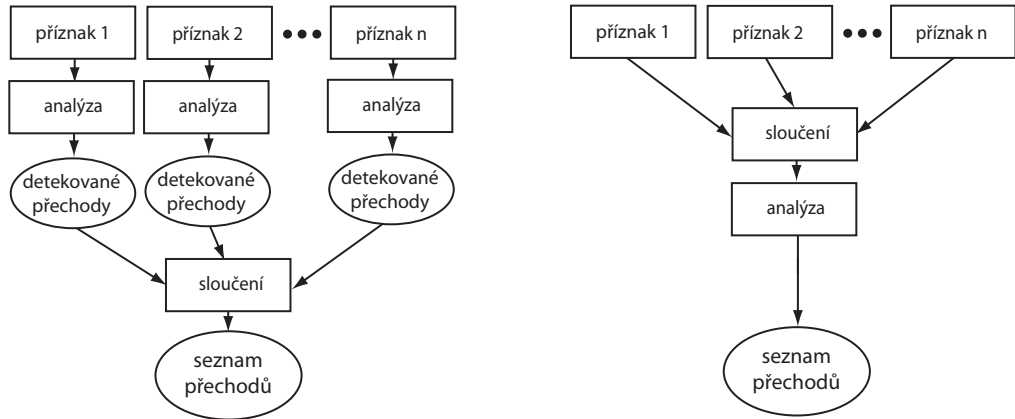 příznak 1
příznak 2
příznak n
analýza
analýza
analýza
detekované
přechody
detekované
přechody
detekované
přechody
sloučení
seznam
přechodů
příznak 1
příznak 2
příznak n
sloučení
analýza
seznam
přechodů